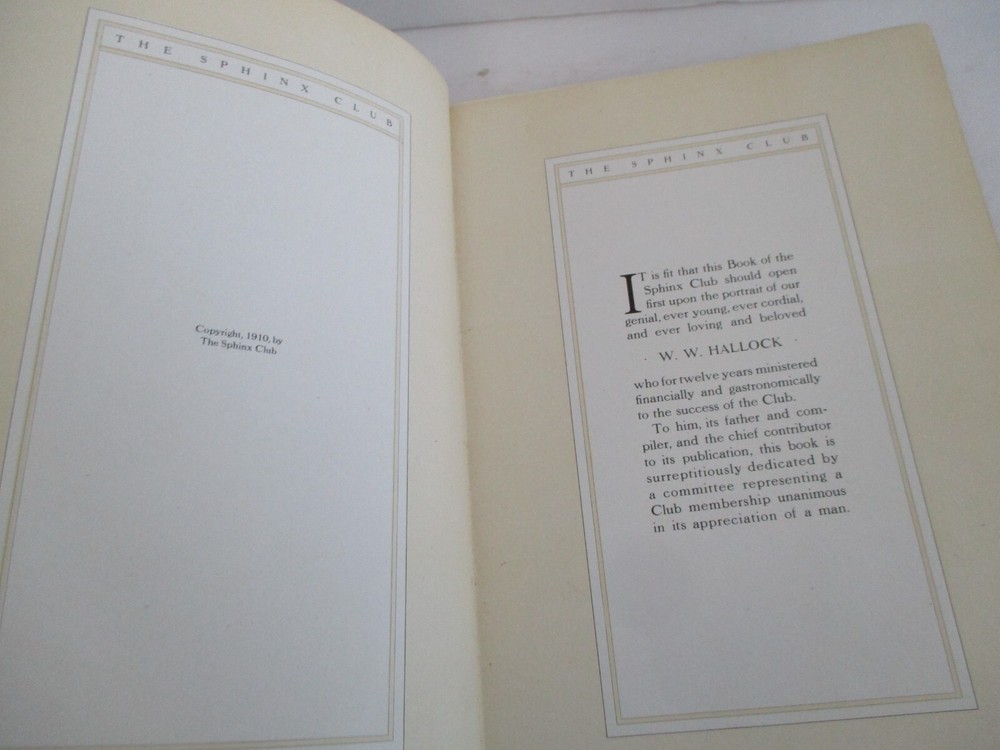 THE SPHINX CLUB
Copyright, 1910, by
The Sphinx Club
THE SPHINX CLUB
IT is fit that this Book of the
Sphinx Club should open
first upon the portrait of our
genial, ever young, ever cordial,
and ever loving and beloved
· W. W. HALLOCK ·
who for twelve years ministered
financially and gastronomically
to the success of the Club.
To him, its father and com-
piler, and the chief contributor
to its publication, this book is
surreptitiously dedicated by
a committee representing a
Club membership unanimous
in its appreciation of a man.